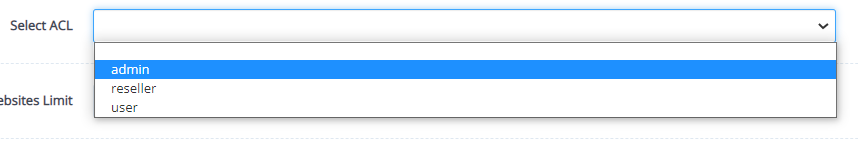 Select ACL
admin
reseller
user
ebsites Limit